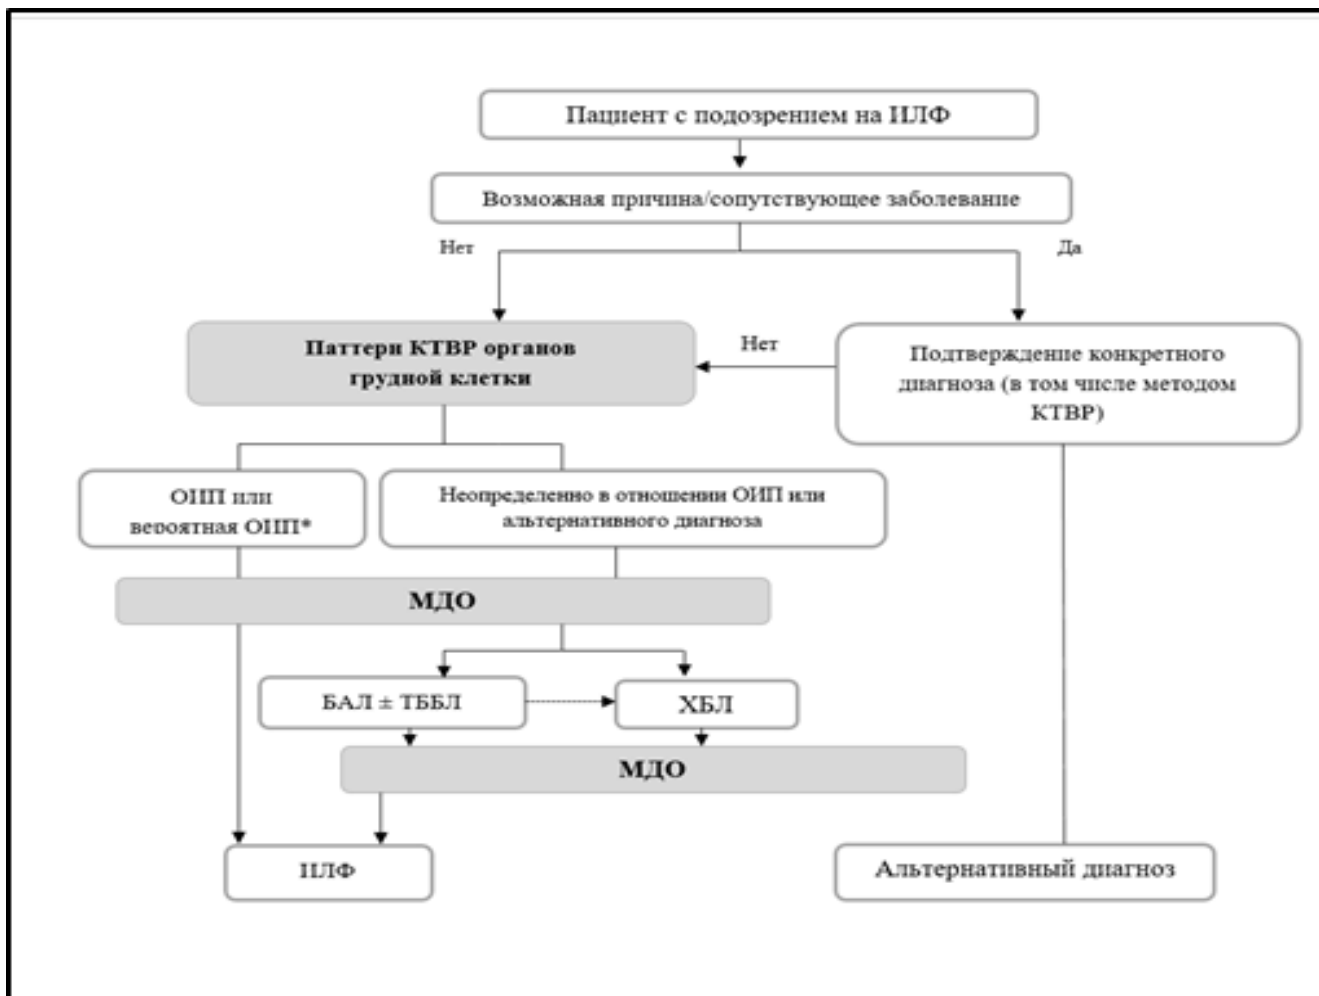 Пациент с подозрением на ИЛФ
Возможная причина/сопутствующее заболевание
Нет
Да
Паттерн КТВР органов
грудной клетки
Нет
Подтверждение конкретного
диагноза (в том числе методом
КТВР)
ОИП или
вероятная ОИП*
Неопределенно в отношении ОИП или
альтернативного диагноза
МДО
БАЛ ± ТББЛ
ХБЛ
МДО
ИЛФ
Альтернативный диагноз